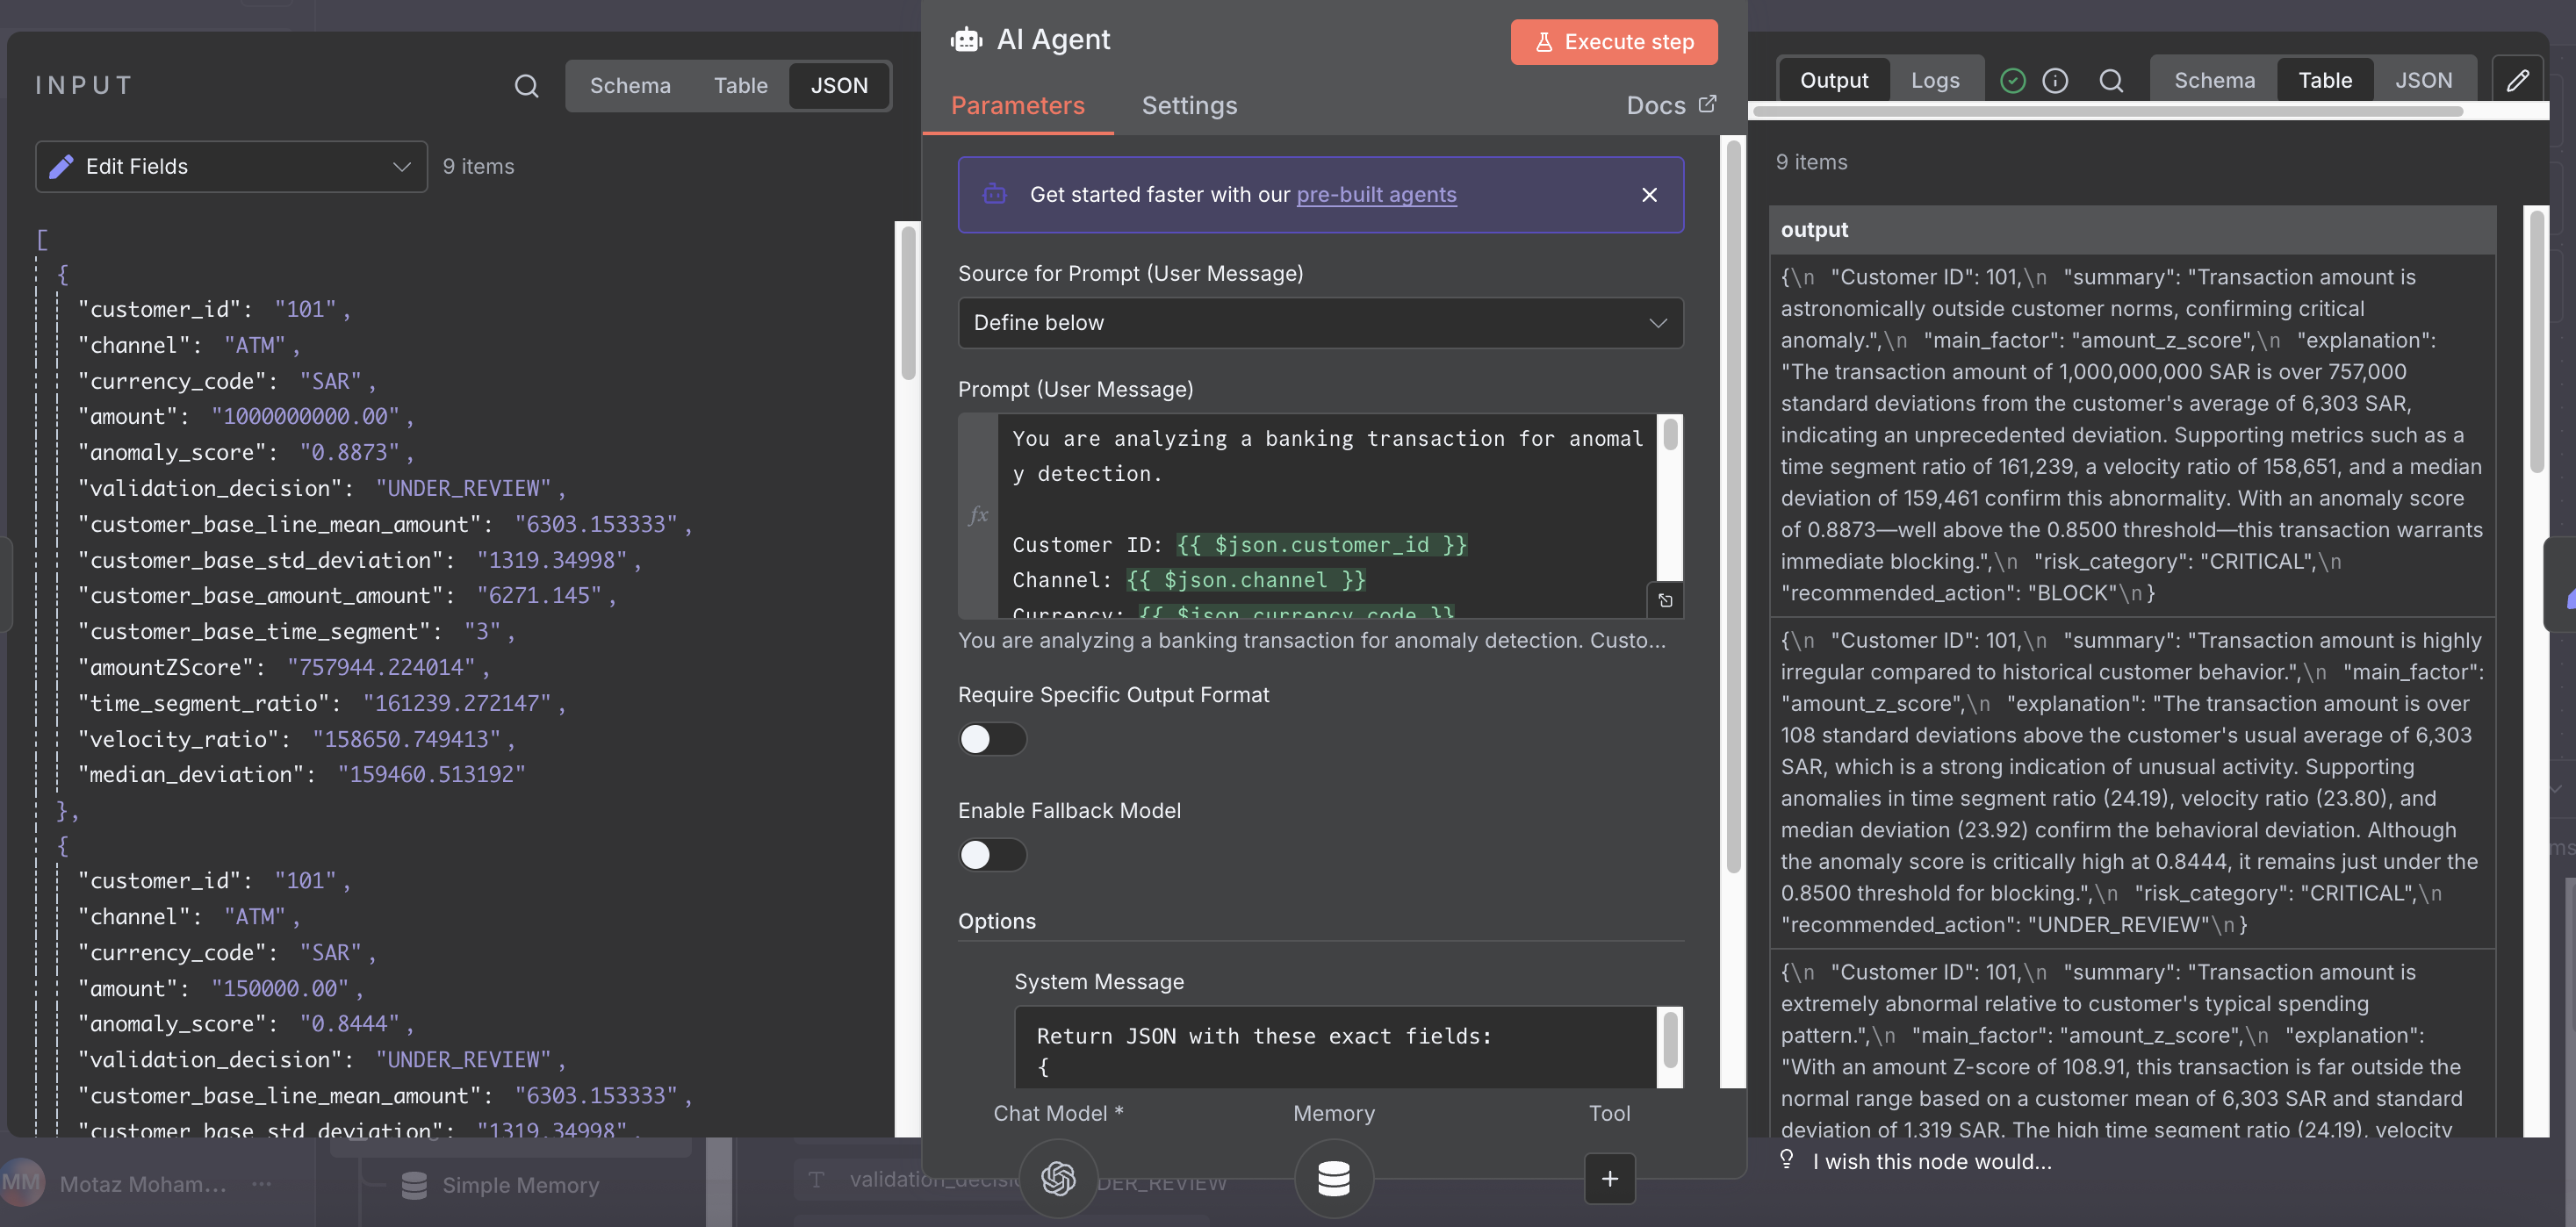 INPUT
Schema Table JSON
Edit Fields
9 items
[
{
"customer_id": "101",
"channel": "ATM",
"currency_code": "SAR",
"amount": "1000000000.00",
"anomaly_score": "0.8873",
"validation_decision": "UNDER_REVIEW",
"customer_base_line_mean_amount": "6303.153333",
"customer_base_std_deviation": "1319.34998",
"customer_base_amount_amount": "6271.145",
"customer_base_time_segment": "3",
"amountZScore": "757944.224014",
"time_segment_ratio": "161239.272147",
"velocity_ratio": "158650.749413",
"median_deviation": "159460.513192"
},
{
"customer_id": "101",
"channel": "ATM",
"currency_code": "SAR",
"amount": "150000.00",
"anomaly_score": "0.8444",
"validation_decision": "UNDER_REVIEW",
"customer_base_line_mean_amount": "6303.153333",
"customer_base_std_deviation": "1319.34998",
MM Motaz Moham... ...
Simple Memory
AI Agent
Execute step
Parameters Settings Docs
Get started faster with our pre-built agents
Source for Prompt (User Message)
Define below
Prompt (User Message)
fx
You are analyzing a banking transaction for anomal
y detection.
Customer ID: {{ $json.customer_id }}
Channel: {{ $json.channel }}
Currency: {{ $json.currency_code }}
You are analyzing a banking transaction for anomaly detection. Custo...
Require Specific Output Format
Enable Fallback Model
Options
System Message
Return JSON with these exact fields:
{
Chat Model * Memory Tool
T validation_decisi DER_REVIEW
Output Logs Schema Table JSON
9 items
output
{\n "Customer ID": 101,\n "summary": "Transaction amount is
astronomically outside customer norms, confirming critical
anomaly.",\n "main_factor": "amount_z_score",\n "explanation":
"The transaction amount of 1,000,000,000 SAR is over 757,000
standard deviations from the customer's average of 6,303 SAR,
indicating an unprecedented deviation. Supporting metrics such as a
time segment ratio of 161,239, a velocity ratio of 158,651, and a median
deviation of 159,461 confirm this abnormality. With an anomaly score
of 0.8873—well above the 0.8500 threshold—this transaction warrants
immediate blocking.",\n "risk_category": "CRITICAL",\n
"recommended_action": "BLOCK"\n}
{\n "Customer ID": 101,\n "summary": "Transaction amount is highly
irregular compared to historical customer behavior.",\n "main_factor":
"amount_z_score",\n "explanation": "The transaction amount is over
108 standard deviations above the customer's usual average of 6,303
SAR, which is a strong indication of unusual activity. Supporting
anomalies in time segment ratio (24.19), velocity ratio (23.80), and
median deviation (23.92) confirm the behavioral deviation. Although
the anomaly score is critically high at 0.8444, it remains just under the
0.8500 threshold for blocking.",\n "risk_category": "CRITICAL",\n
"recommended_action": "UNDER_REVIEW"\n}
{\n "Customer ID": 101,\n "summary": "Transaction amount is
extremely abnormal relative to customer's typical spending
pattern.",\n "main_factor": "amount_z_score",\n "explanation":
"With an amount Z-score of 108.91, this transaction is far outside the
normal range based on a customer mean of 6,303 SAR and standard
deviation of 1,319 SAR. The high time segment ratio (24.19), velocity
I wish this node would...
ms